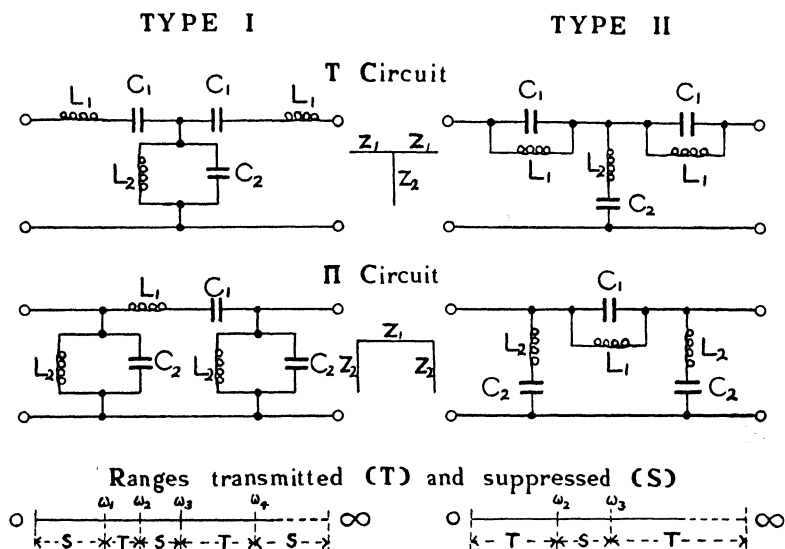 TYPE I
TYPE II
T Circuit
L₁ C₁ C₁ L₁
L₂ C₂
Z₁ Z₁
Z₂
C₁ C₁
L₁ L₂ L₁
C₂
Π Circuit
L₁ C₁
L₂ C₂ L₂ C₂
Z₁
Z₂ Z₂
C₁
L₂ L₁ L₂
C₂ C₂
Ranges transmitted (T) and suppressed (S)
ω₁ ω₂ ω₃ ω₄
O ∞
S T S T S
ω₂ ω₃
O ∞
T S T